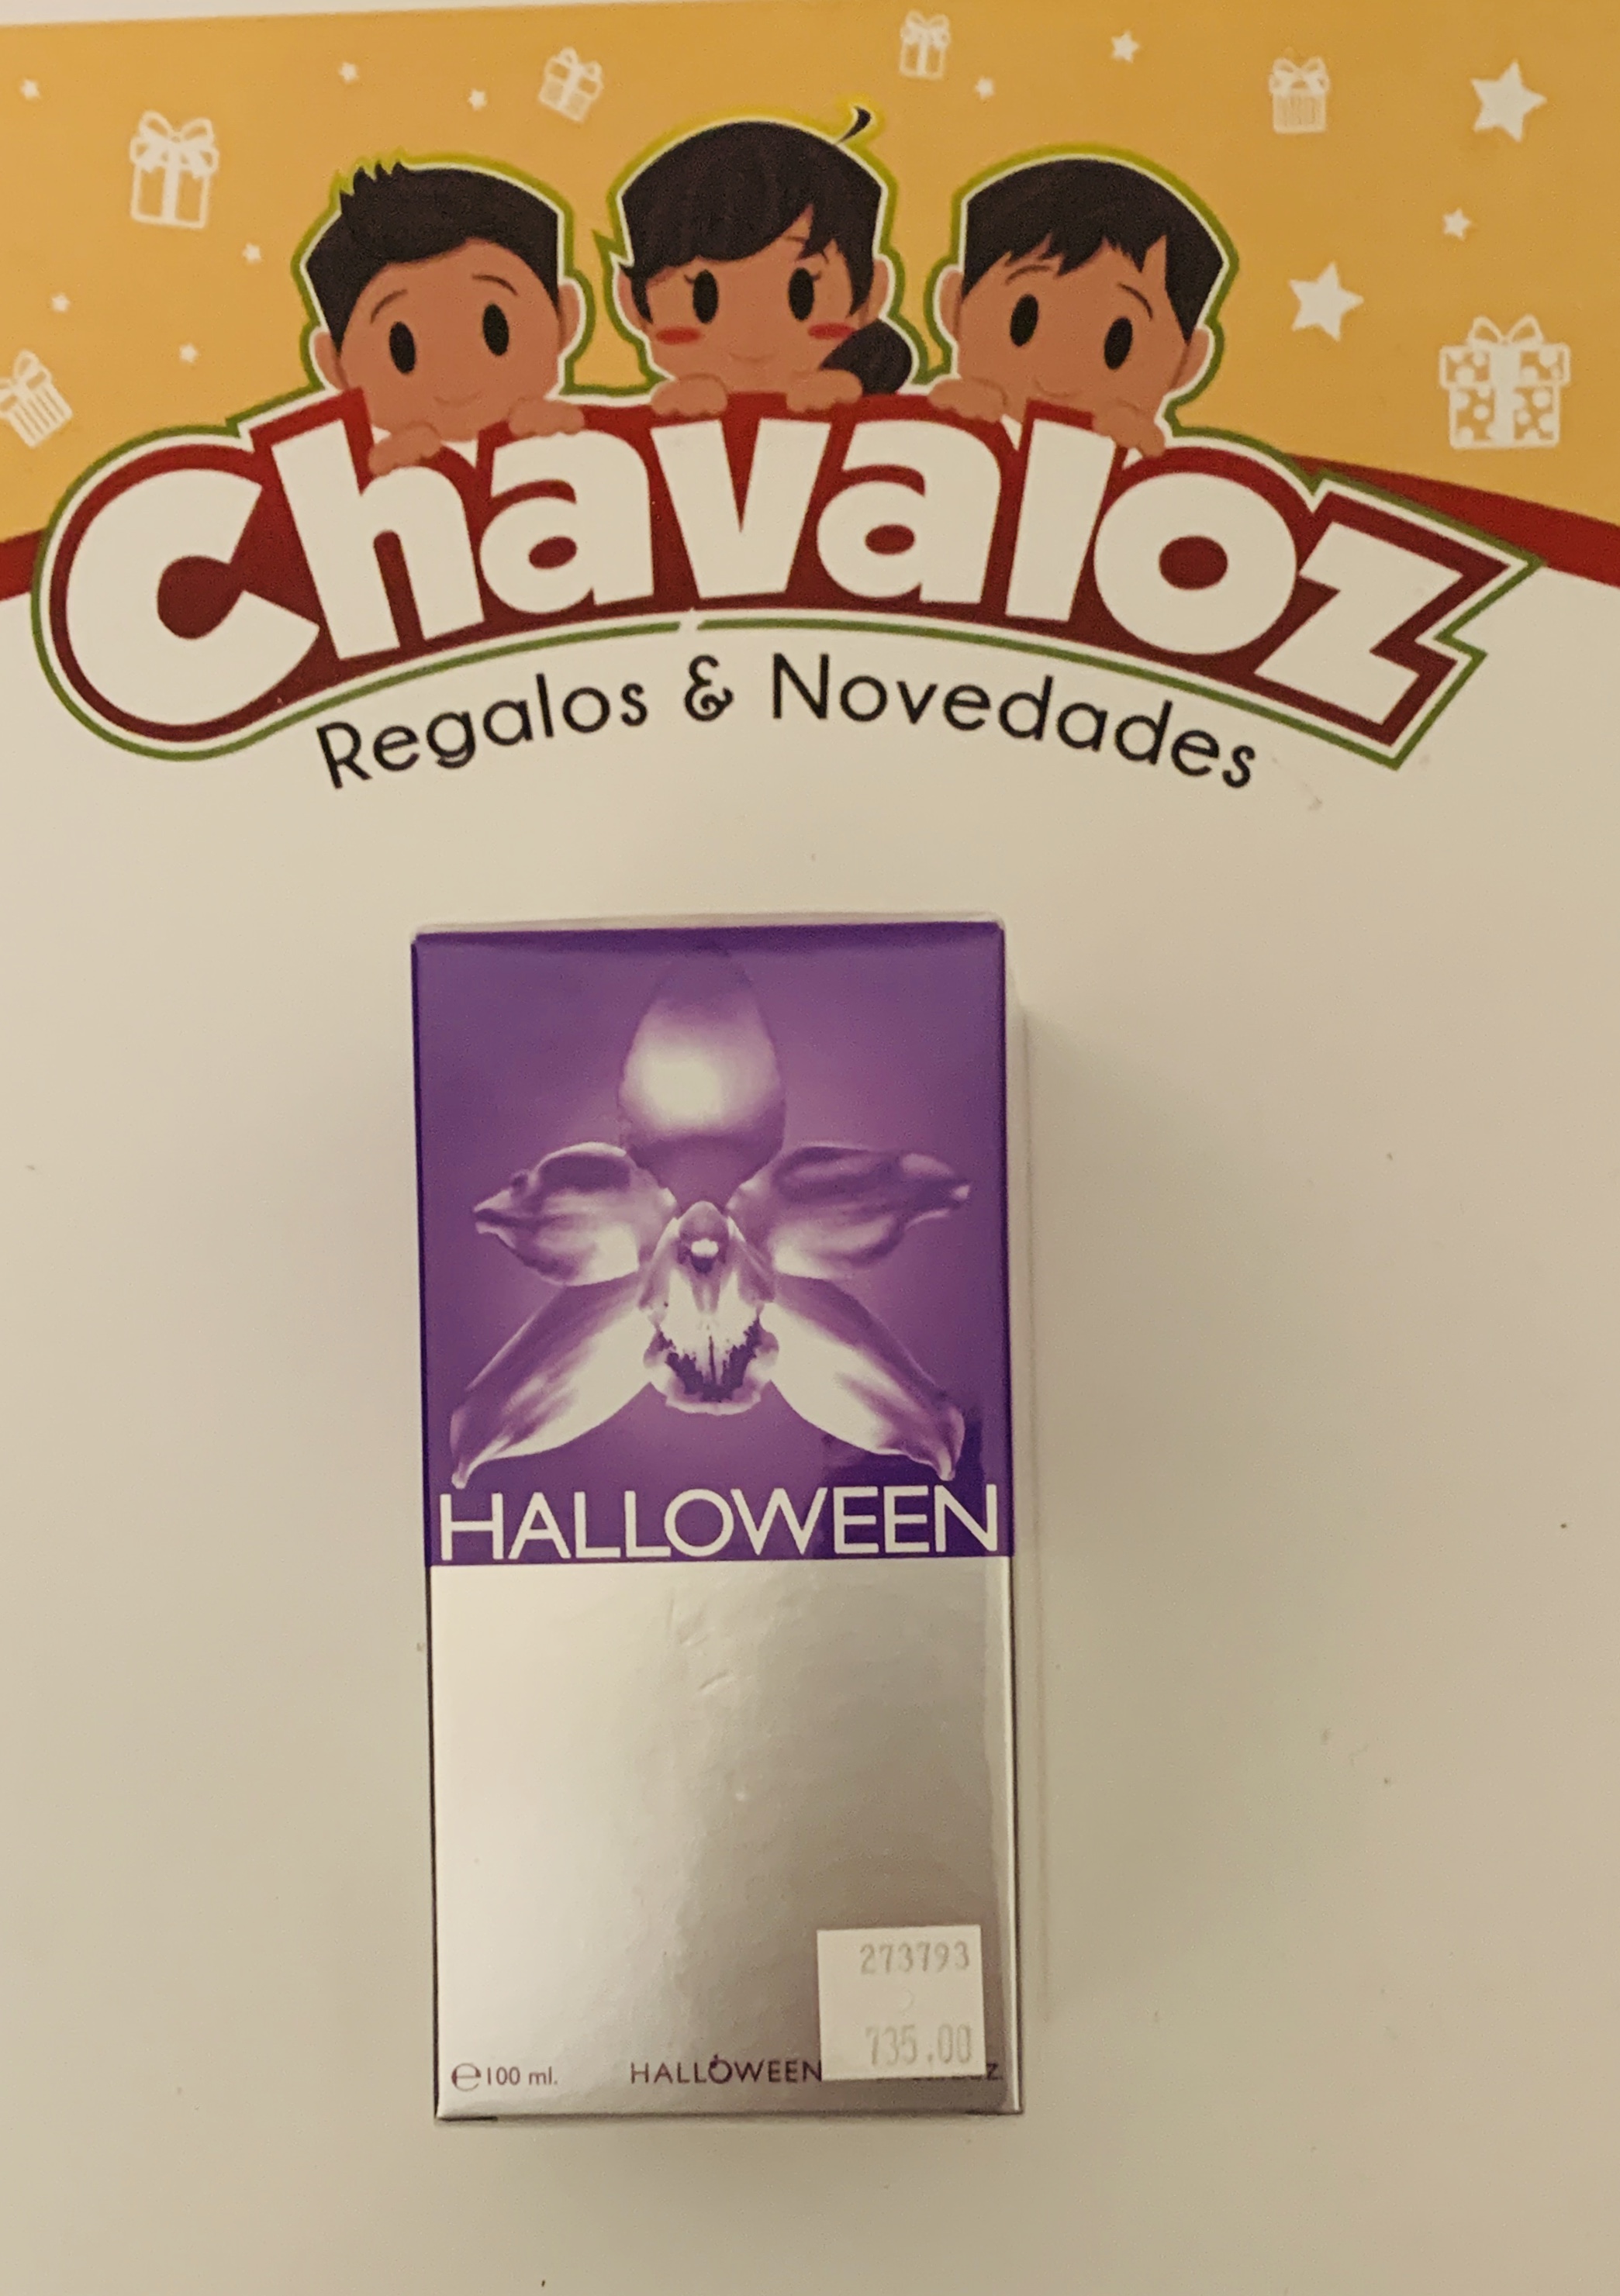 Chavaloz
Regalos & Novedades
HALLOWEEN
273793
735.00
℮100 ml. HALLOWEEN